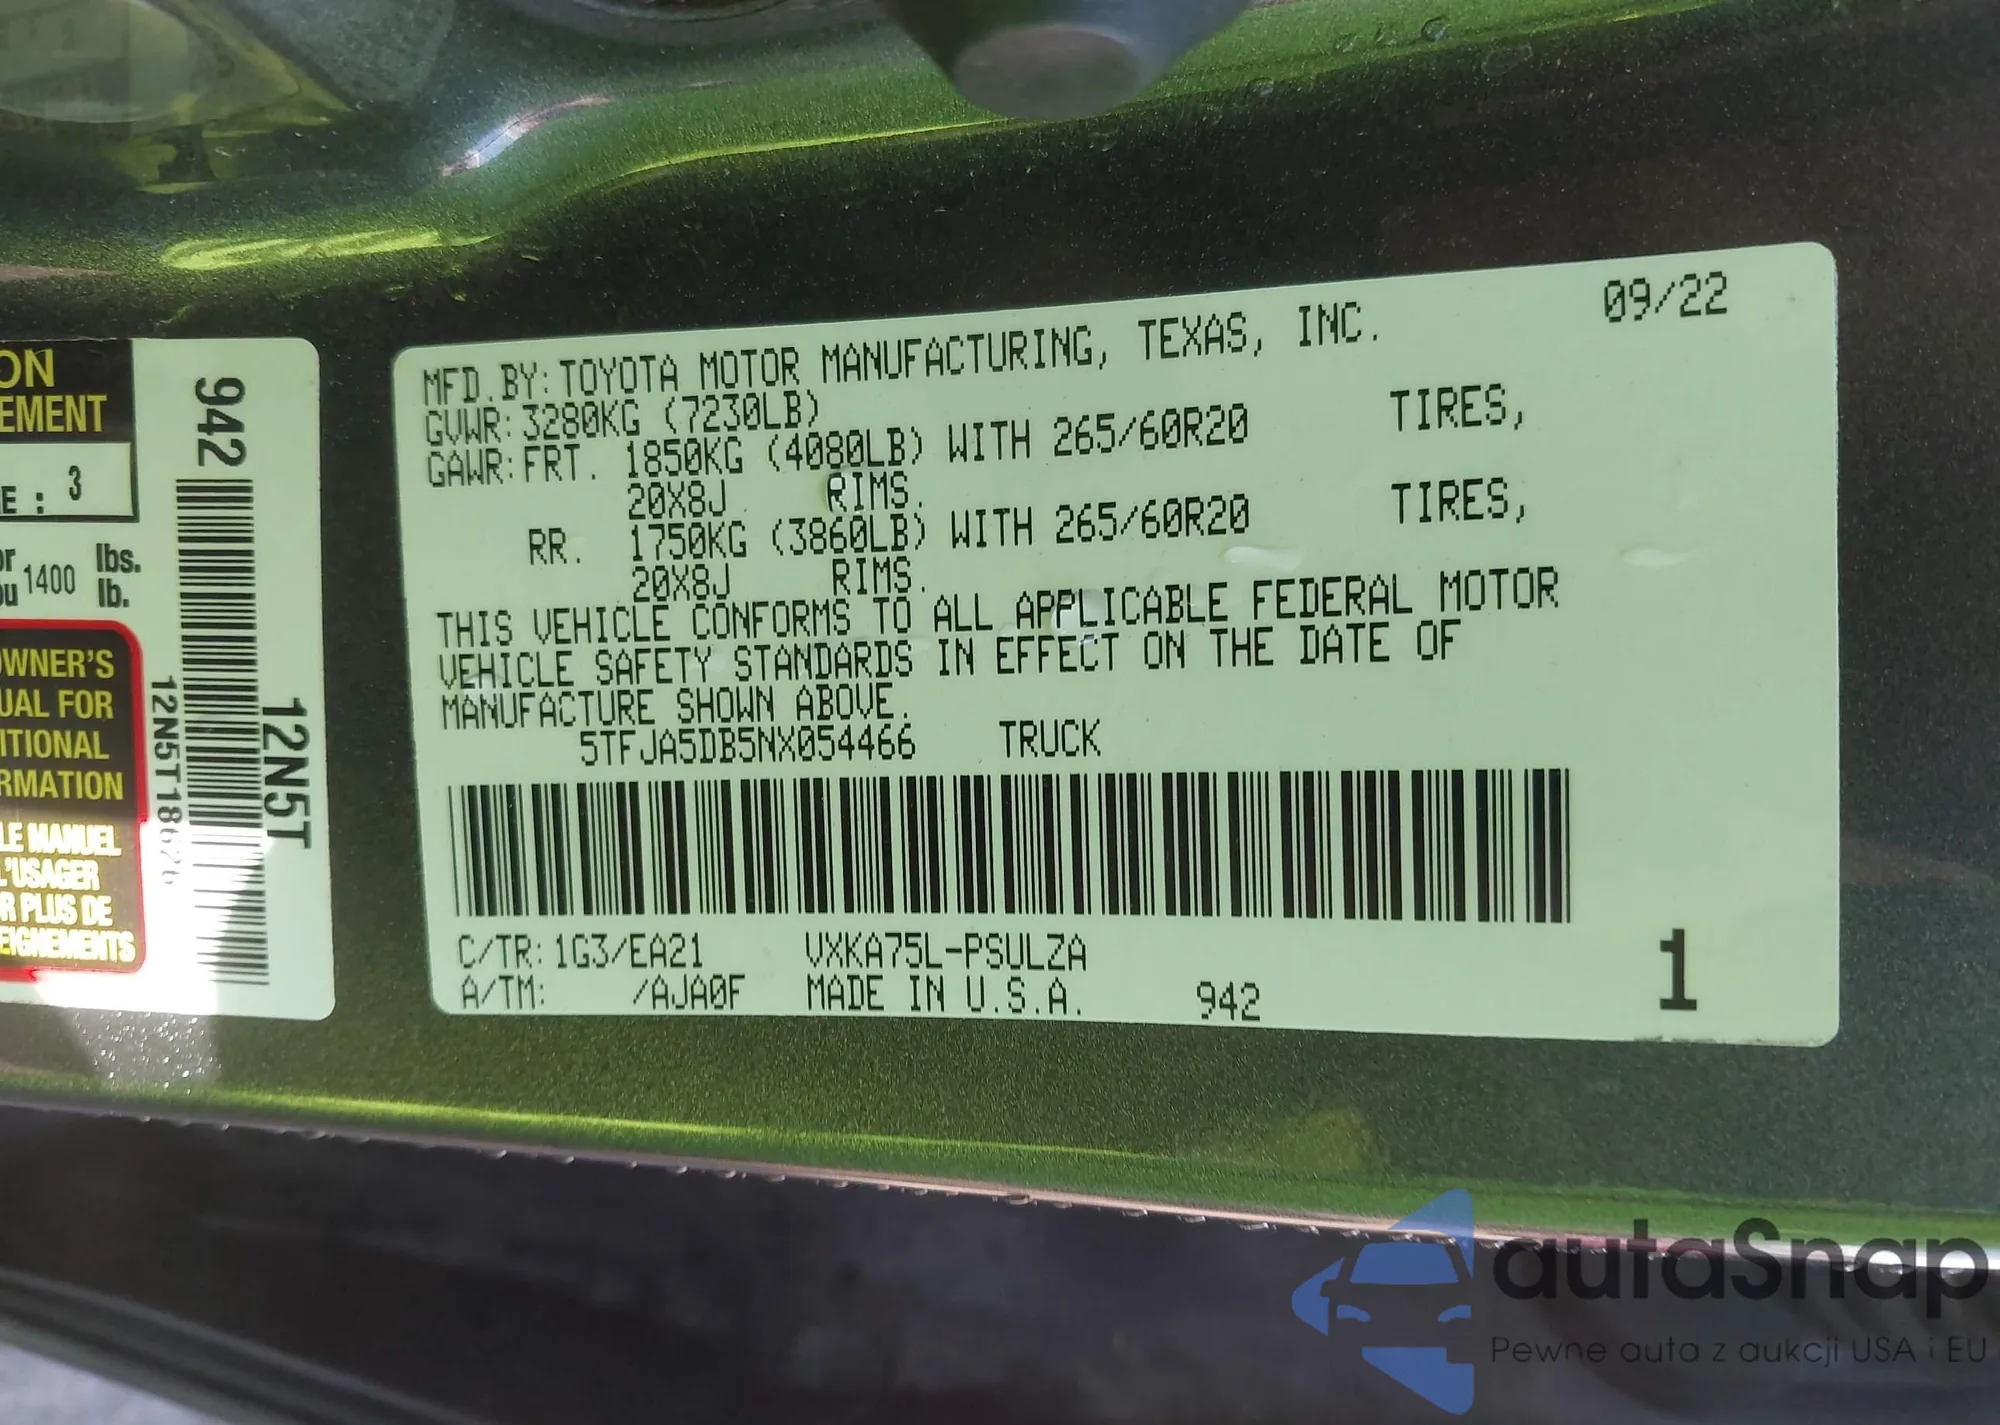 ON
EMENT
E : 3
or
ou 1400 lbs.
lb.
OWNER'S
UAL FOR
ITIONAL
RMATION
LE MANUEL
L'USAGER
R PLUS DE
EIGNEMENTS
942
12N5T
09/22
MFD.BY:TOYOTA MOTOR MANUFACTURING, TEXAS, INC.
GVWR:3280KG (7230LB)
GAWR:FRT. 1850KG (4080LB) WITH 265/60R20 TIRES,
20X8J RIMS.
RR. 1750KG (3860LB) WITH 265/60R20 TIRES,
20X8J RIMS.
THIS VEHICLE CONFORMS TO ALL APPLICABLE FEDERAL MOTOR
VEHICLE SAFETY STANDARDS IN EFFECT ON THE DATE OF
MANUFACTURE SHOWN ABOVE.
5TFJA5DB5NX054466 TRUCK
C/TR:1G3/EA21 VXKA75L-PSULZA
A/TM: /AJA0F MADE IN U.S.A. 942
1
autaSnap
Pewne auta z aukcji USA i EU